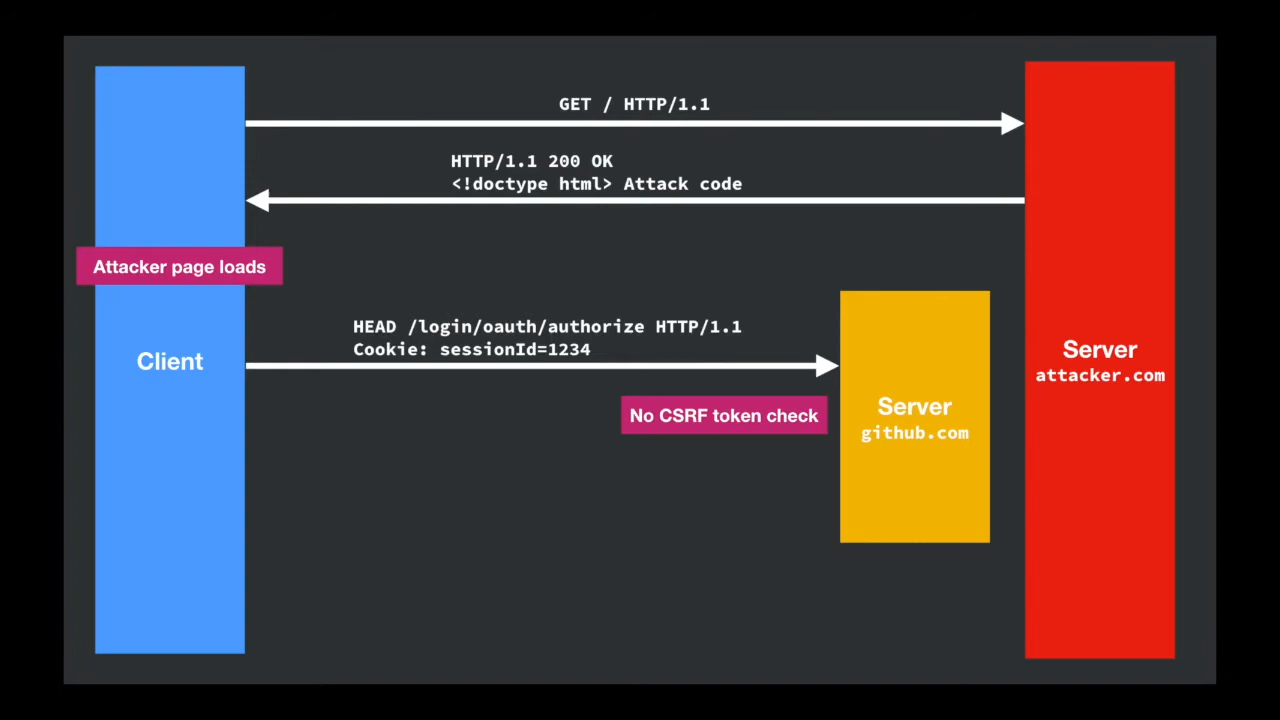 GET / HTTP/1.1
HTTP/1.1 200 OK
<!doctype html> Attack code
Attacker page loads
HEAD /login/oauth/authorize HTTP/1.1
Cookie: sessionId=1234
Client
No CSRF token check
Server
github.com
Server
attacker.com